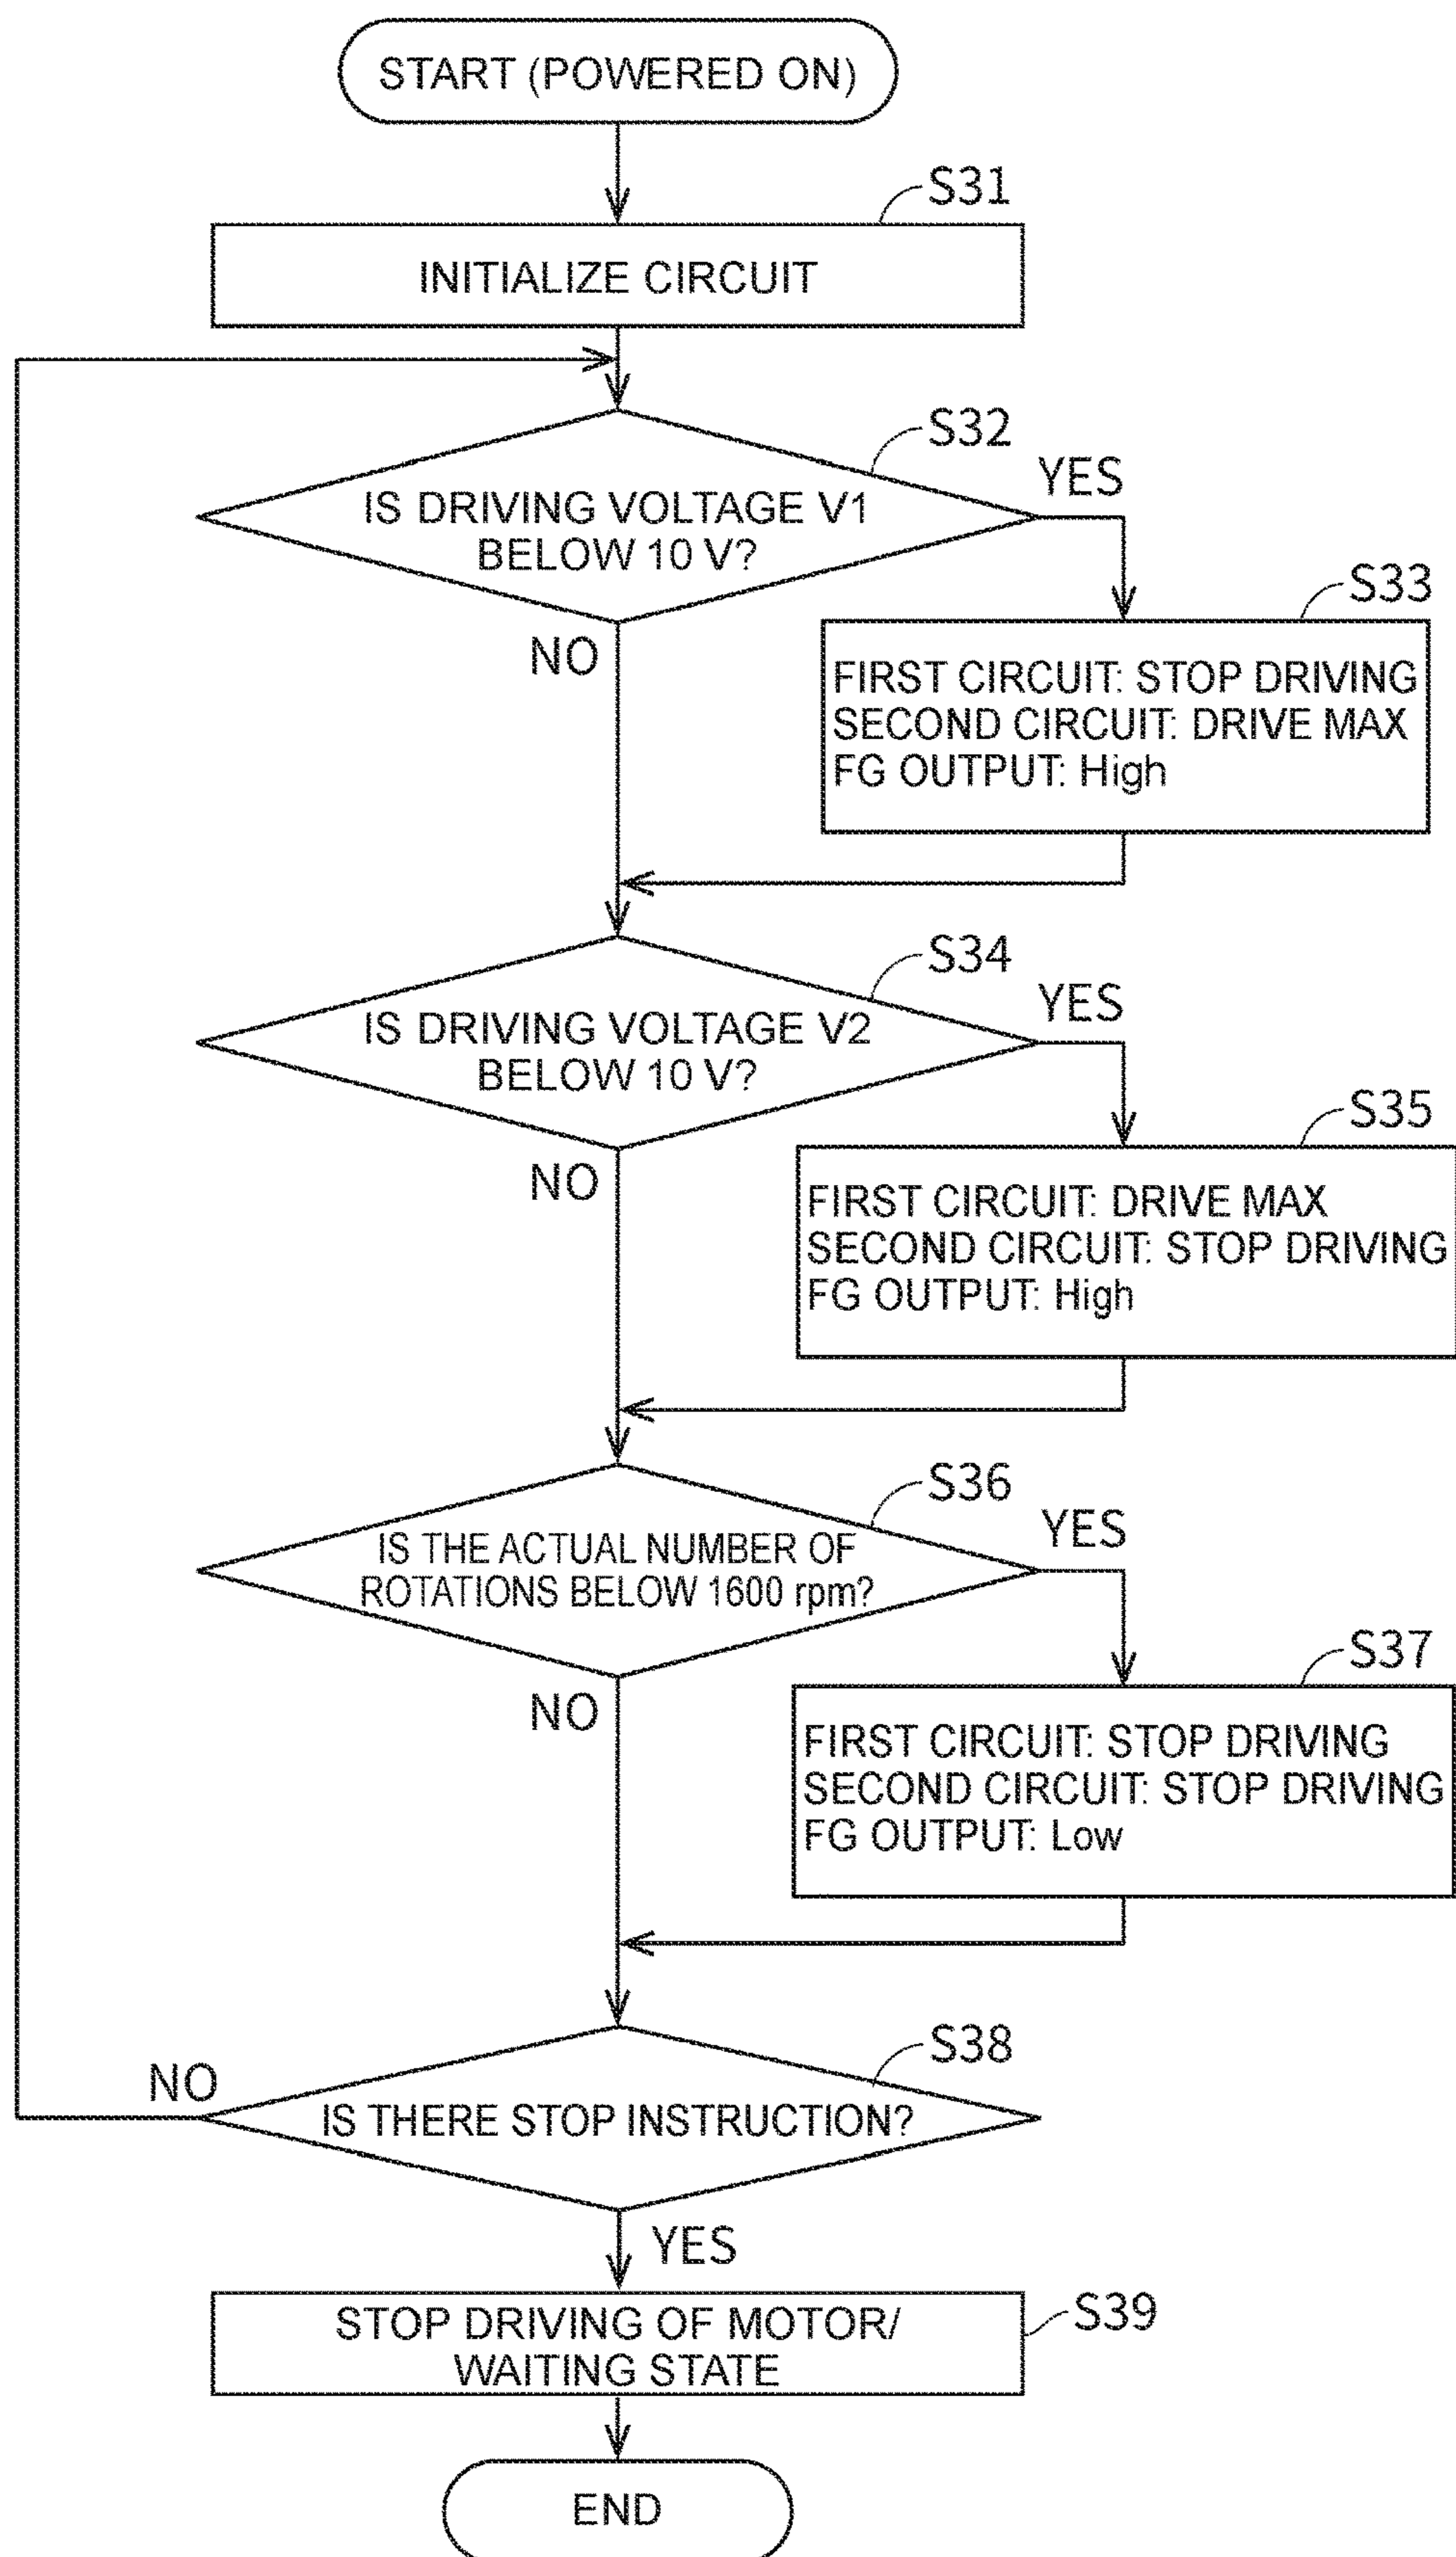 START (POWERED ON)
S31
INITIALIZE CIRCUIT
S32
YES
IS DRIVING VOLTAGE V1
BELOW 10 V?
NO
S33
FIRST CIRCUIT: STOP DRIVING
SECOND CIRCUIT: DRIVE MAX
FG OUTPUT: High
S34
YES
IS DRIVING VOLTAGE V2
BELOW 10 V?
NO
S35
FIRST CIRCUIT: DRIVE MAX
SECOND CIRCUIT: STOP DRIVING
FG OUTPUT: High
S36
YES
IS THE ACTUAL NUMBER OF
ROTATIONS BELOW 1600 rpm?
NO
S37
FIRST CIRCUIT: STOP DRIVING
SECOND CIRCUIT: STOP DRIVING
FG OUTPUT: Low
S38
NO
IS THERE STOP INSTRUCTION?
YES
S39
STOP DRIVING OF MOTOR/
WAITING STATE
END